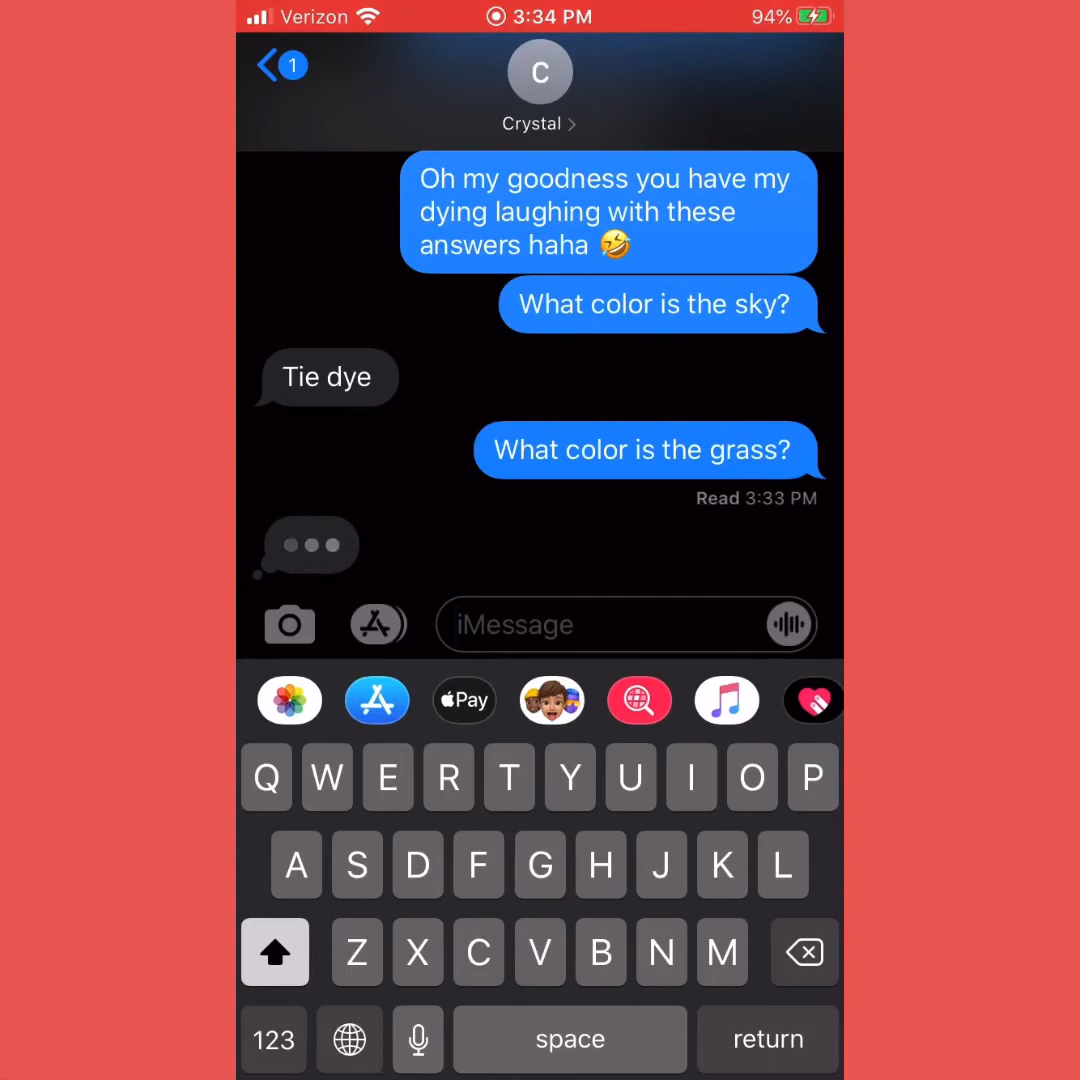 Verizon 3:34 PM 94%
1
C
Crystal
Oh my goodness you have my
dying laughing with these
answers haha 🤣
What color is the sky?
Tie dye
What color is the grass?
Read 3:33 PM
iMessage
Pay
Q W E R T Y U I O P
A S D F G H J K L
Z X C V B N M
123 space return